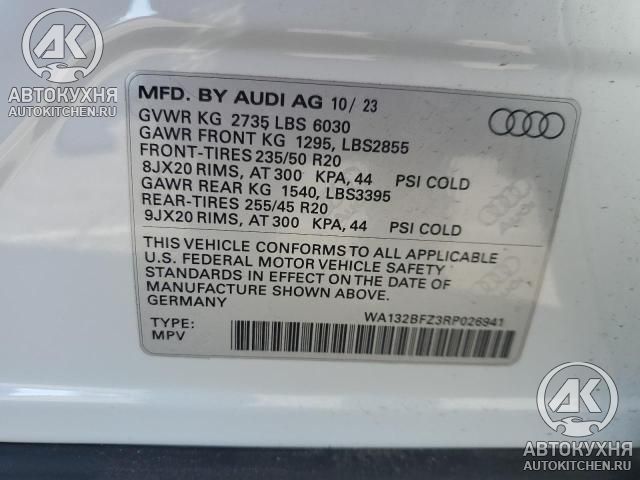 AK
АВТОКУХНЯ
AUTOKITCHEN.RU
MFD. BY AUDI AG 10/ 23
GVWR KG 2735 LBS 6030
GAWR FRONT KG 1295, LBS2855
FRONT-TIRES 235/50 R20
8JX20 RIMS, AT 300 KPA, 44 PSI COLD
GAWR REAR KG 1540, LBS3395
REAR-TIRES 255/45 R20
9JX20 RIMS, AT 300 KPA, 44 PSI COLD
THIS VEHICLE CONFORMS TO ALL APPLICABLE
U.S. FEDERAL MOTOR VEHICLE SAFETY
STANDARDS IN EFFECT ON THE DATE OF
MANUFACTURE SHOWN ABOVE.
GERMANY
WA132BFZ3RP026941
TYPE:
MPV
AK
АВТОКУХНЯ
AUTOKITCHEN.RU